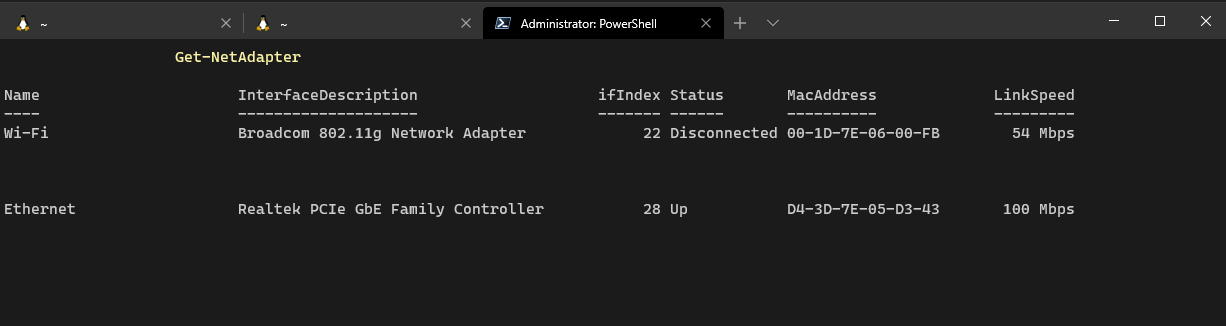 ~ ~ Administrator: PowerShell
Get-NetAdapter
Name InterfaceDescription ifIndex Status MacAddress LinkSpeed
---- -------------------- ------- ------ ---------- ---------
Wi-Fi Broadcom 802.11g Network Adapter 22 Disconnected 00-1D-7E-06-00-FB 54 Mbps
Ethernet Realtek PCIe GbE Family Controller 28 Up D4-3D-7E-05-D3-43 100 Mbps